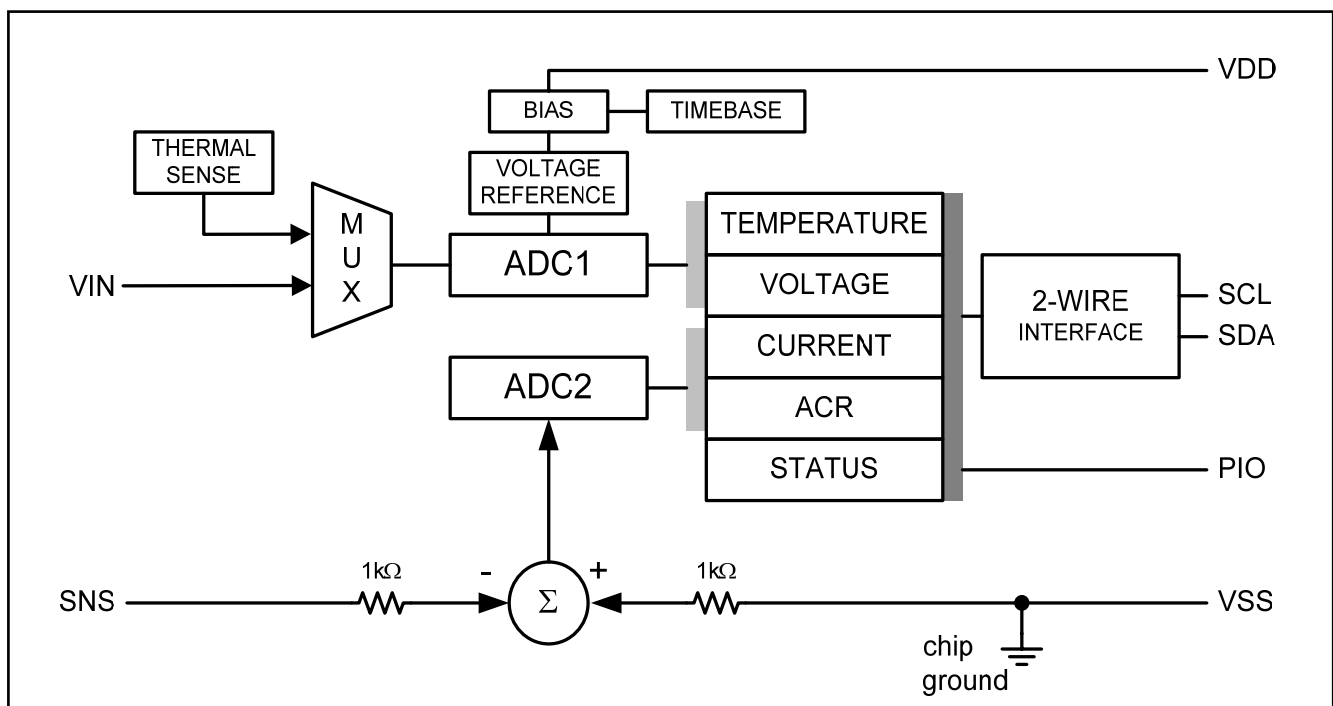 VDD
BIAS
TIMEBASE
THERMAL
SENSE
VOLTAGE
REFERENCE
MUX
VIN
ADC1
TEMPERATURE
VOLTAGE
CURRENT
ACR
STATUS
2-WIRE
INTERFACE
SCL
SDA
ADC2
PIO
SNS
1kΩ
-
Σ
+
1kΩ
VSS
chip
ground